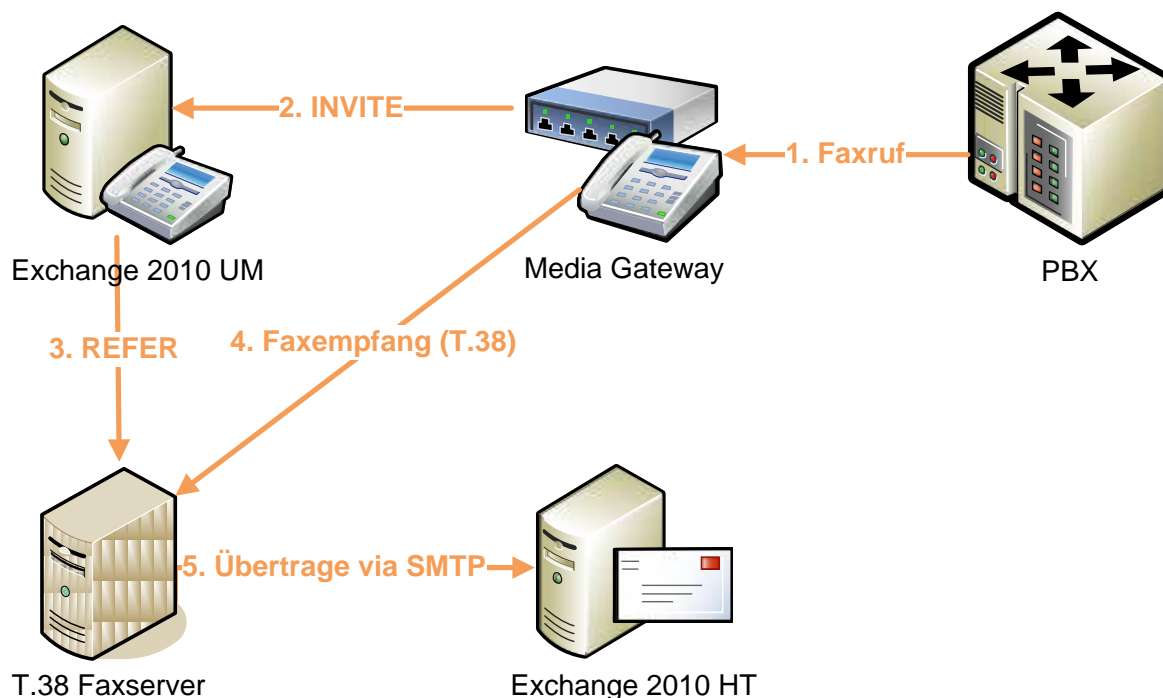 2. INVITE
1. Faxruf
Exchange 2010 UM
Media Gateway
PBX
3. REFER
4. Faxempfang (T.38)
5. Übertrage via SMTP
T.38 Faxserver
Exchange 2010 HT